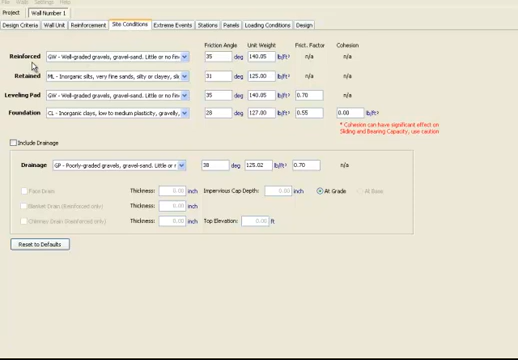 File Walls Settings Help
Project Wall Number 1
Design Criteria Wall Unit Reinforcement Site Conditions Extreme Events Stations Panels Loading Conditions Design
Friction Angle Unit Weight Frict. Factor Cohesion
Reinforced GW - Well-graded gravels, gravel-sand. Little or no fine 35 deg 140.05 lb/ft³ n/a n/a
Retained ML - Inorganic silts, very fine sands, silty or clayey, sl 31 deg 125.00 lb/ft³ n/a n/a
Leveling Pad GW - Well-graded gravels, gravel-sand. Little or no fine 35 deg 140.05 lb/ft³ 0.70 n/a
Foundation CL - Inorganic clays, low to medium plasticity, gravelly, 28 deg 127.00 lb/ft³ 0.55 0.00 lb/ft²
* Cohesion can have significant effect on
Sliding and Bearing Capacity, use caution
Include Drainage
Drainage GP - Poorly-graded gravels, gravel-sand. Little or n 38 deg 125.02 lb/ft³ 0.70 n/a
Face Drain Thickness: 0.00 inch Impervious Cap Depth: 0.00 inch At Grade At Base
Blanket Drain (Reinforced only) Thickness: 0.00 inch
Chimney Drain (Reinforced only) Thickness: 0.00 inch Top Elevation: 0.00 ft
Reset to Defaults